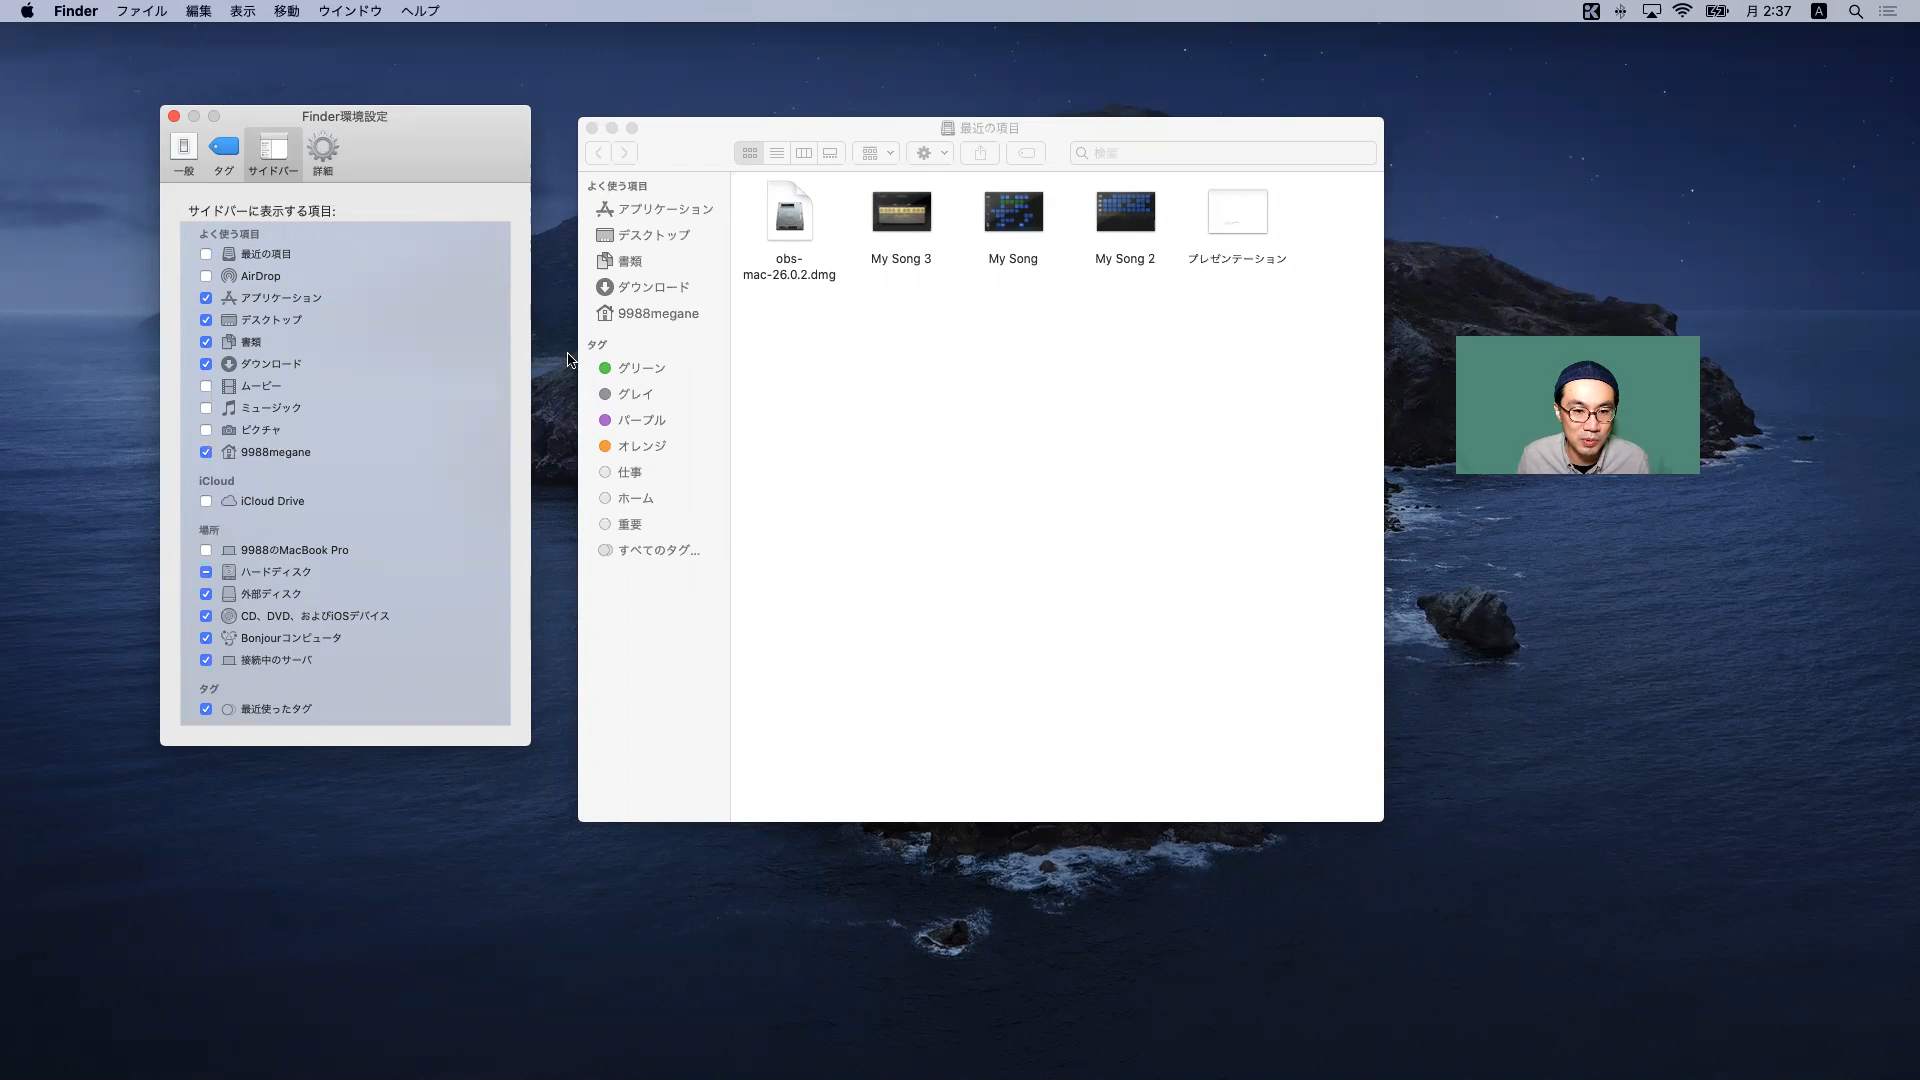 Finder ファイル 編集 表示 移動 ウインドウ ヘルプ
月 2:37 A
Finder環境設定
一般 タグ サイドバー 詳細
サイドバーに表示する項目:
よく使う項目
最近の項目
AirDrop
アプリケーション
デスクトップ
書類
ダウンロード
ムービー
ミュージック
ピクチャ
9988megane
iCloud
iCloud Drive
場所
9988のMacBook Pro
ハードディスク
外部ディスク
CD、DVD、およびiOSデバイス
Bonjourコンピュータ
接続中のサーバ
タグ
最近使ったタグ
最近の項目
検索
よく使う項目
アプリケーション
デスクトップ
書類
ダウンロード
9988megane
タグ
グリーン
グレイ
パープル
オレンジ
仕事
ホーム
重要
すべてのタグ...
obs-
mac-26.0.2.dmg
My Song 3
My Song
My Song 2
プレゼンテーション